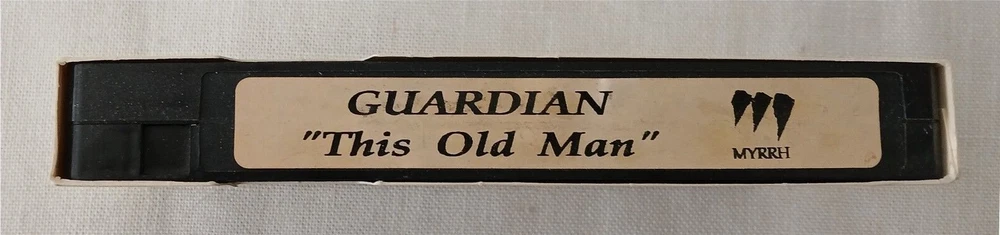 GUARDIAN
"This Old Man"
MYRRH